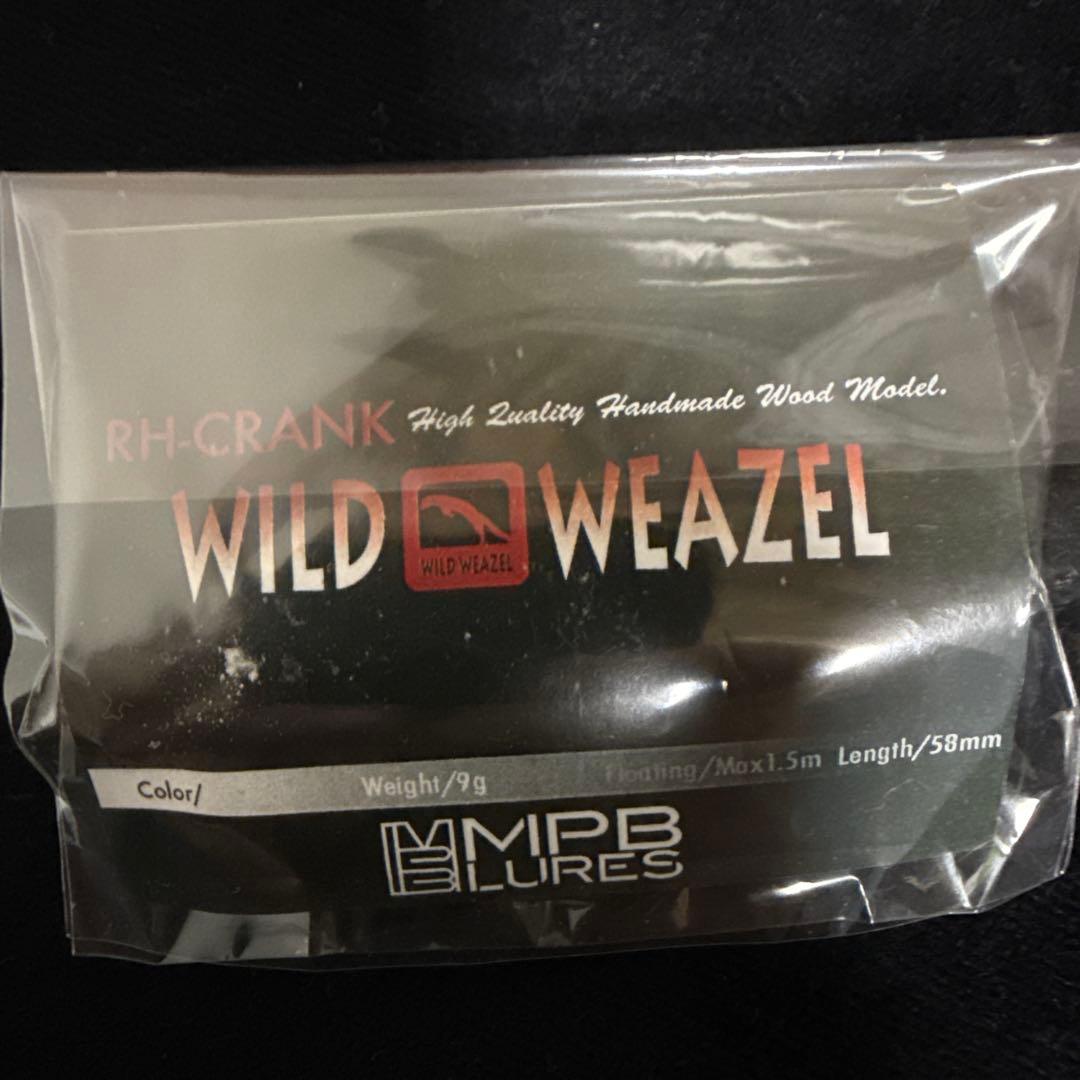 RH-CRANK High Quality Handmade Wood Model.
WILD WILD WEAZEL WEAZEL
Color/ Weight/9g Floating/Max1.5m Length/58mm
MPB
LURES